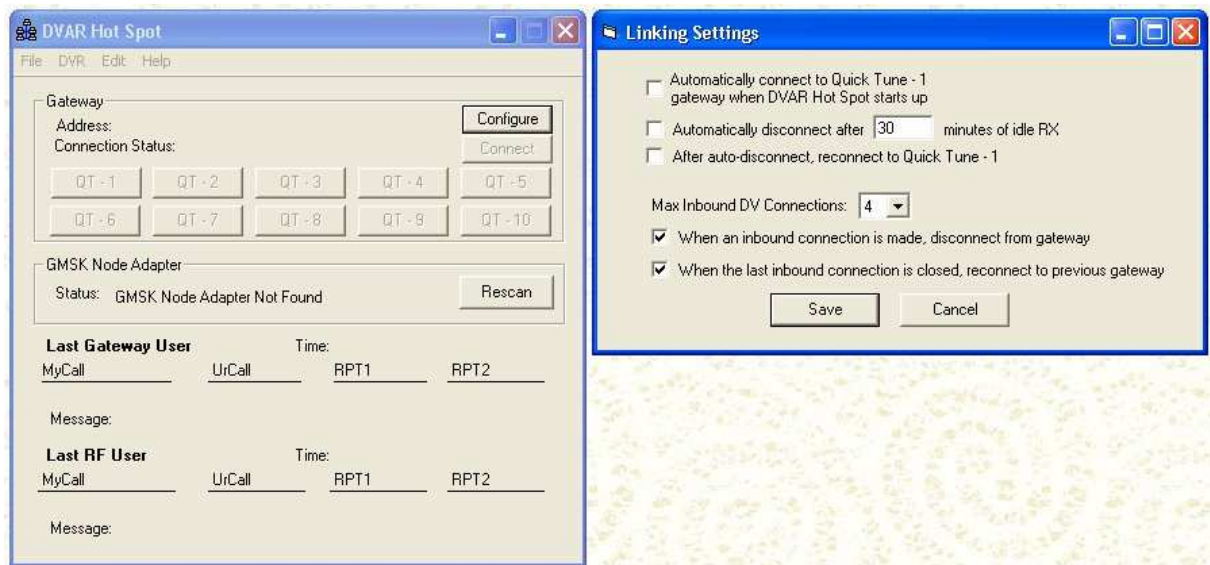 DVAR Hot Spot
File DVR Edit Help
Gateway
Address:
Configure
Connection Status:
Connect
QT - 1 QT - 2 QT - 3 QT - 4 QT - 5
QT - 6 QT - 7 QT - 8 QT - 9 QT - 10
GMSK Node Adapter
Status: GMSK Node Adapter Not Found
Rescan
Last Gateway User Time:
MyCall UrCall RPT1 RPT2
Message:
Last RF User Time:
MyCall UrCall RPT1 RPT2
Message:
Linking Settings
Automatically connect to Quick Tune - 1
gateway when DVAR Hot Spot starts up
Automatically disconnect after 30 minutes of idle RX
After auto-disconnect, reconnect to Quick Tune - 1
Max Inbound DV Connections: 4
When an inbound connection is made, disconnect from gateway
When the last inbound connection is closed, reconnect to previous gateway
Save Cancel